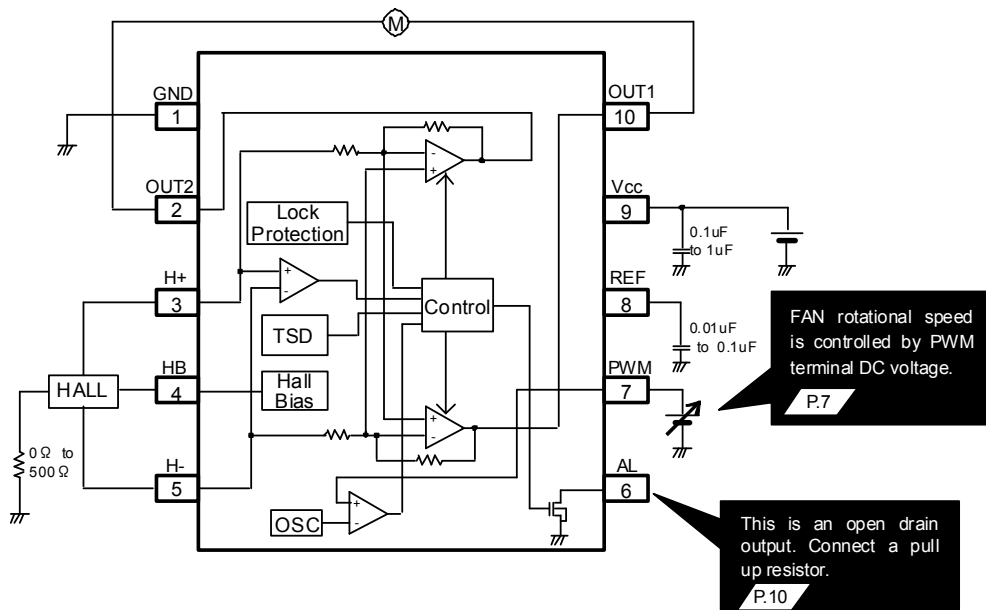 M
GND
1
OUT1
10
OUT2
2
Vcc
9
0.1uF
to 1uF
Lock
Protection
H+
3
REF
8
0.01uF
to 0.1uF
FAN rotational speed
is controlled by PWM
terminal DC voltage.
P.7
Control
TSD
HALL
HB
4
Hall
Bias
PWM
7
0Ω to
500Ω
H-
5
AL
6
OSC
This is an open drain
output. Connect a pull
up resistor.
P.10
-
+
+
-
+
-
+
-